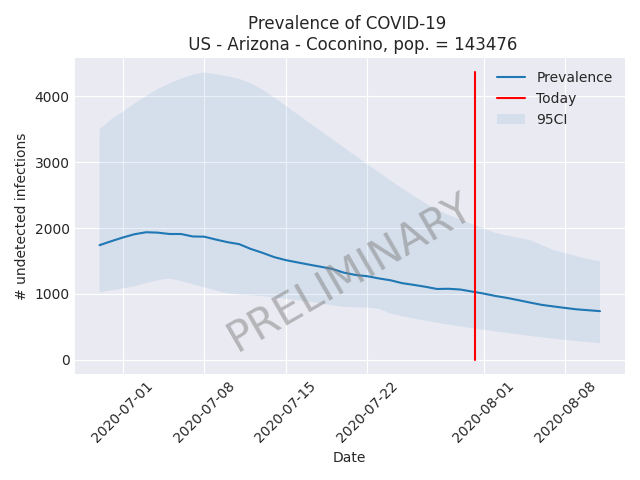 Prevalence of COVID-19
US - Arizona - Coconino, pop. = 143476
Prevalence
Today
95CI
4000
3000
2000
1000
0
# undetected infections
PRELIMINARY
2020-07-01
2020-07-08
2020-07-15
2020-07-22
2020-08-01
2020-08-08
Date